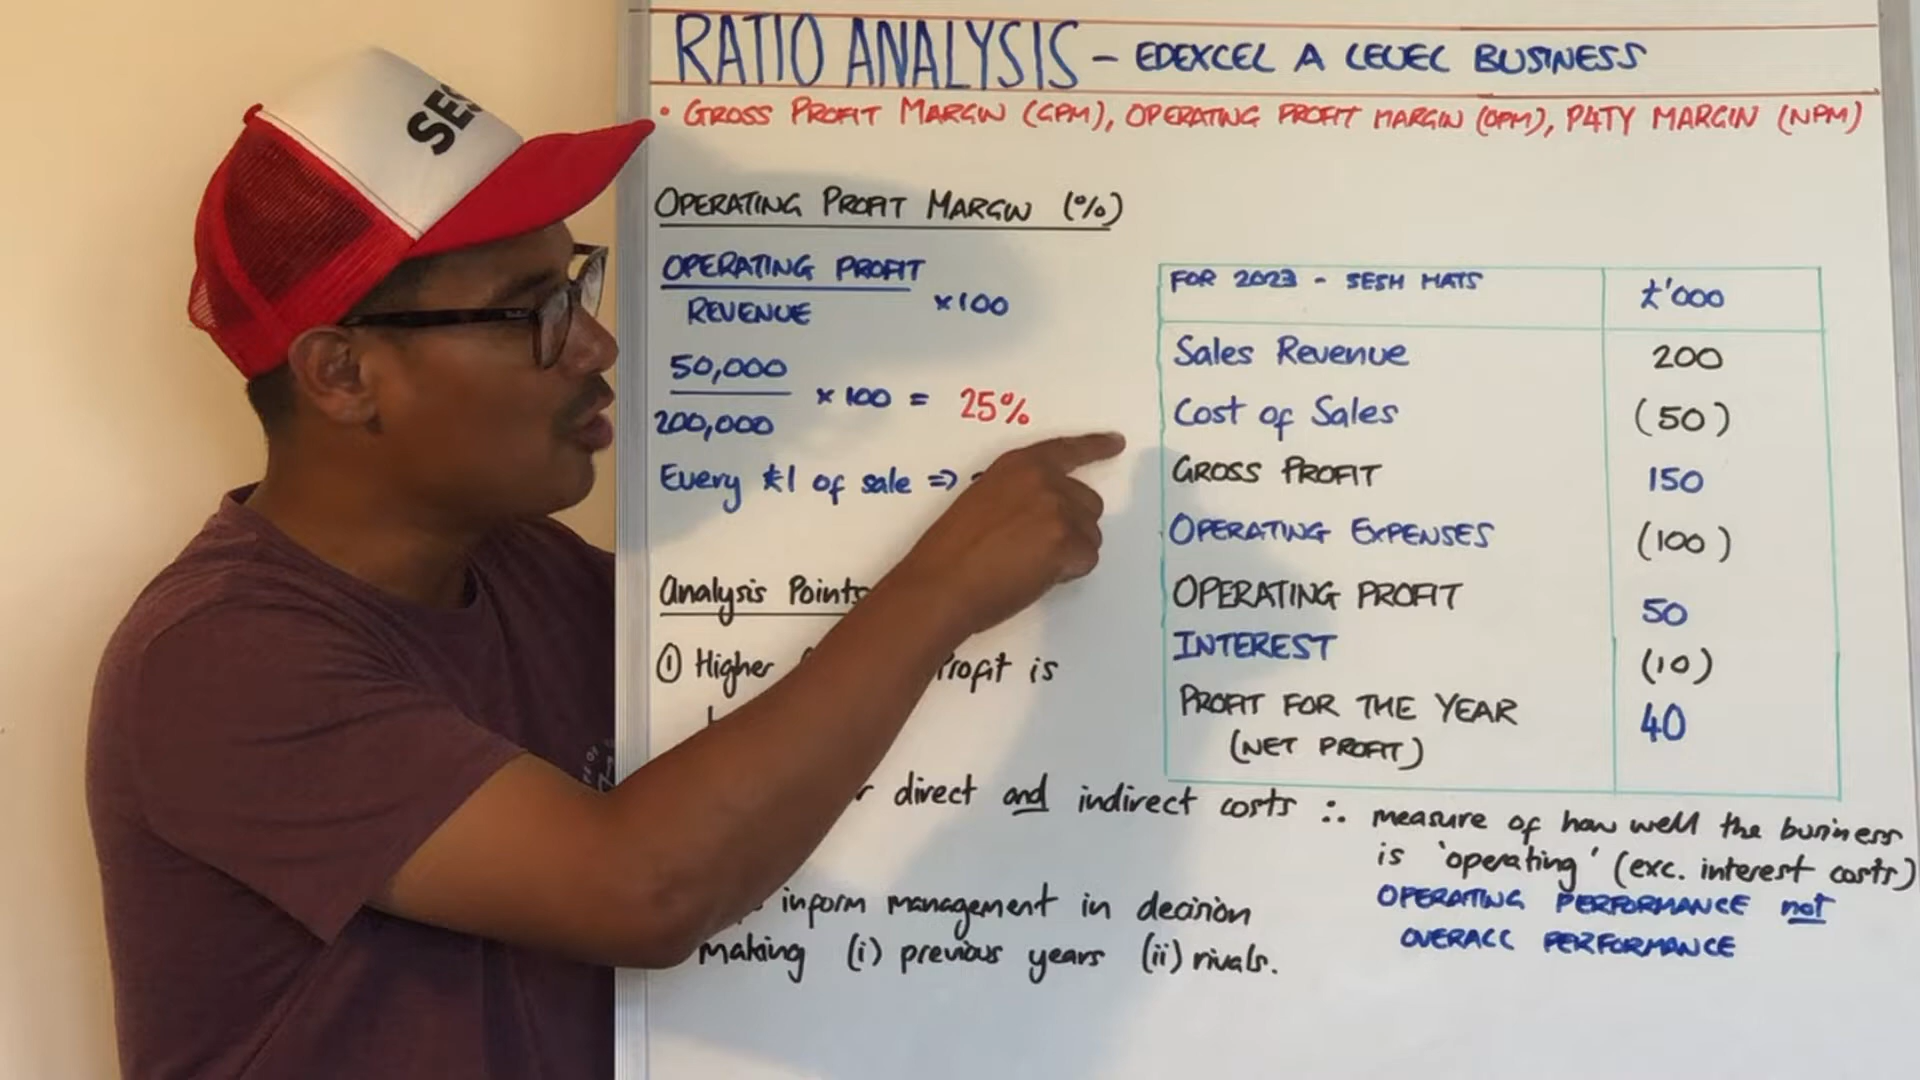 SES
RATIO ANALYSIS - EDEXCEL A LEVEL BUSINESS
• GROSS PROFIT MARGIN (GPM), OPERATING PROFIT MARGIN (OPM), P4TY MARGIN (NPM)
OPERATING PROFIT MARGIN (%)
OPERATING PROFIT
REVENUE
×100
50,000
200,000
× 100 = 25%
Every £1 of sale =>
Analysis Points
① Higher Profit is
direct and indirect costs ∴ measure of how well the business
is 'operating' (exc. interest costs)
OPERATING PERFORMANCE not
OVERALL PERFORMANCE
inform management in decision
making (i) previous years (ii) rivals.
FOR 2023 - SESH MATS £'000
Sales Revenue 200
Cost of Sales (50)
GROSS PROFIT 150
OPERATING EXPENSES (100)
OPERATING PROFIT 50
INTEREST (10)
PROFIT FOR THE YEAR 40
(NET PROFIT)